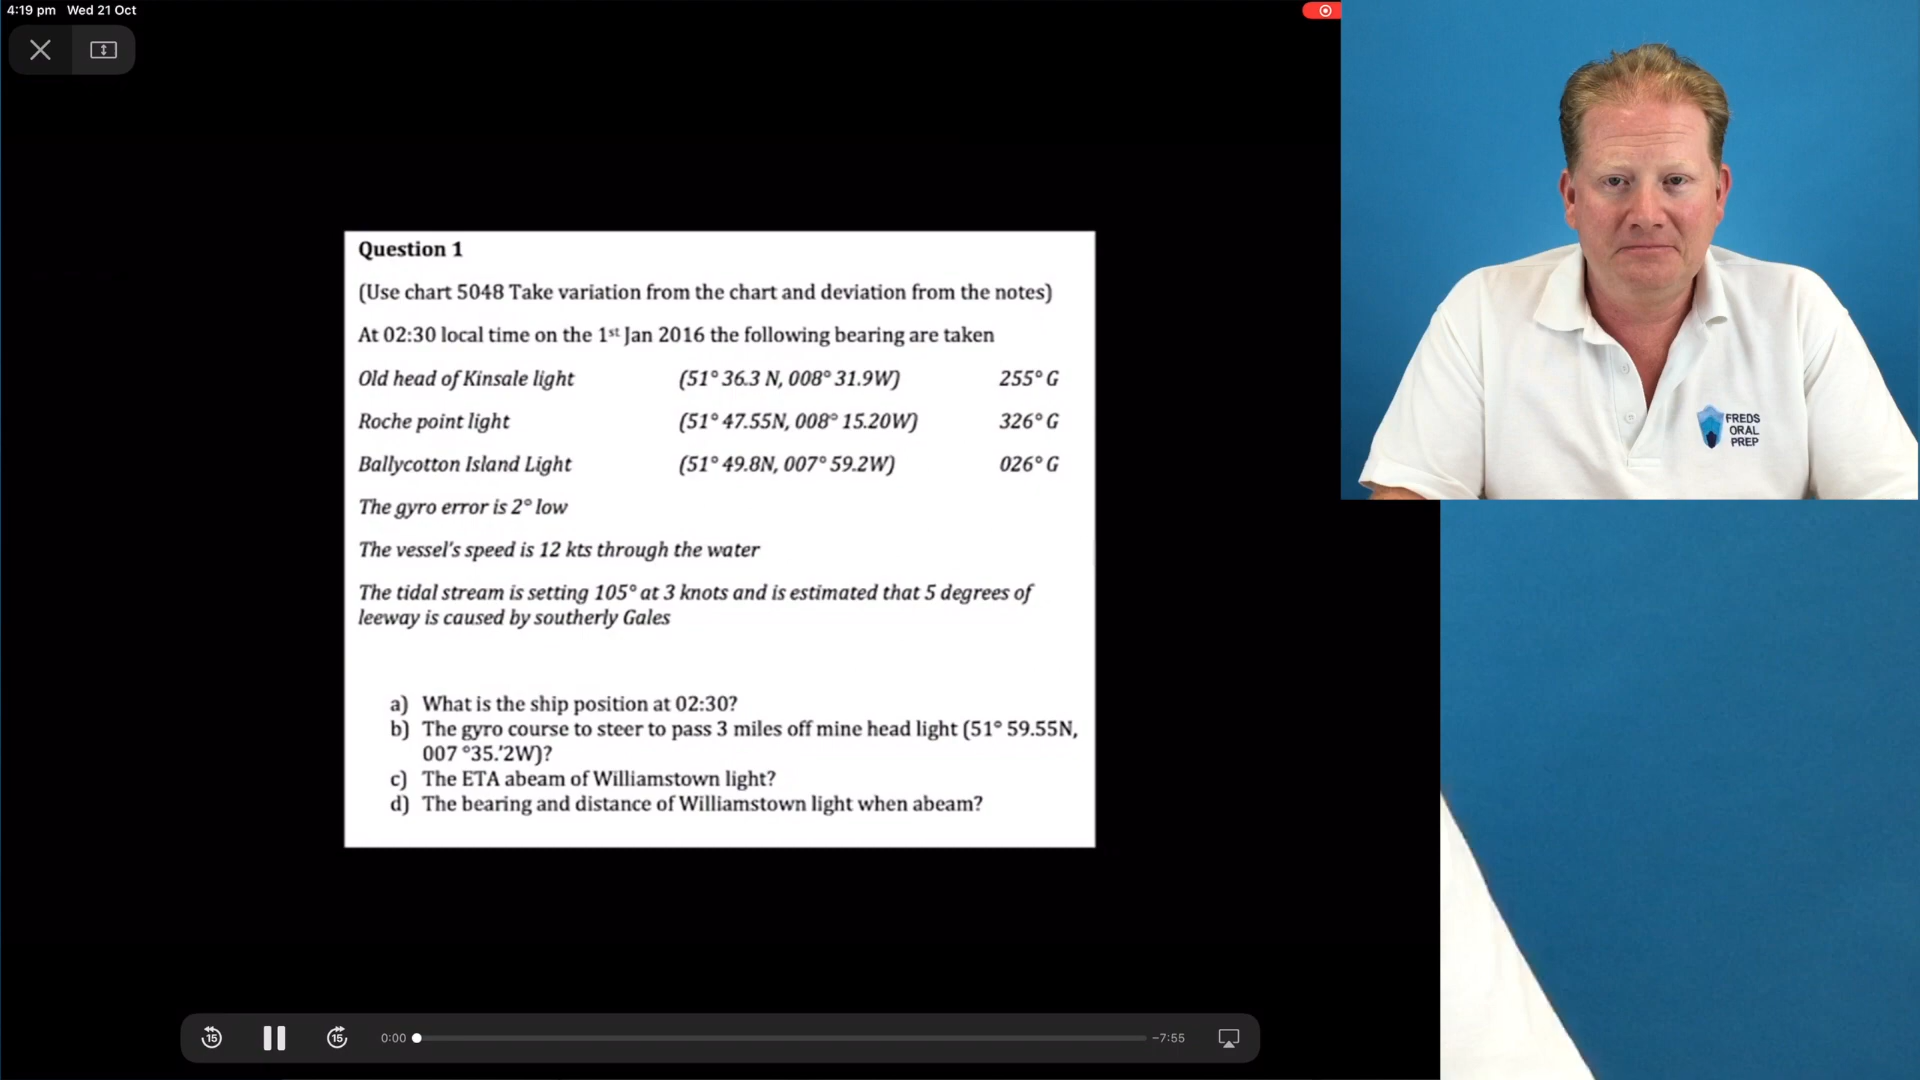 4:19 pm Wed 21 Oct
Question 1
(Use chart 5048 Take variation from the chart and deviation from the notes)
At 02:30 local time on the 1st Jan 2016 the following bearing are taken
Old head of Kinsale light (51° 36.3 N, 008° 31.9W) 255° G
Roche point light (51° 47.55N, 008° 15.20W) 326° G
Ballycotton Island Light (51° 49.8N, 007° 59.2W) 026° G
The gyro error is 2° low
The vessel's speed is 12 kts through the water
The tidal stream is setting 105° at 3 knots and is estimated that 5 degrees of
leeway is caused by southerly Gales
a) What is the ship position at 02:30?
b) The gyro course to steer to pass 3 miles off mine head light (51° 59.55N,
007 °35.'2W)?
c) The ETA abeam of Williamstown light?
d) The bearing and distance of Williamstown light when abeam?
FREDS
ORAL
PREP
15 15 0:00 −7:55